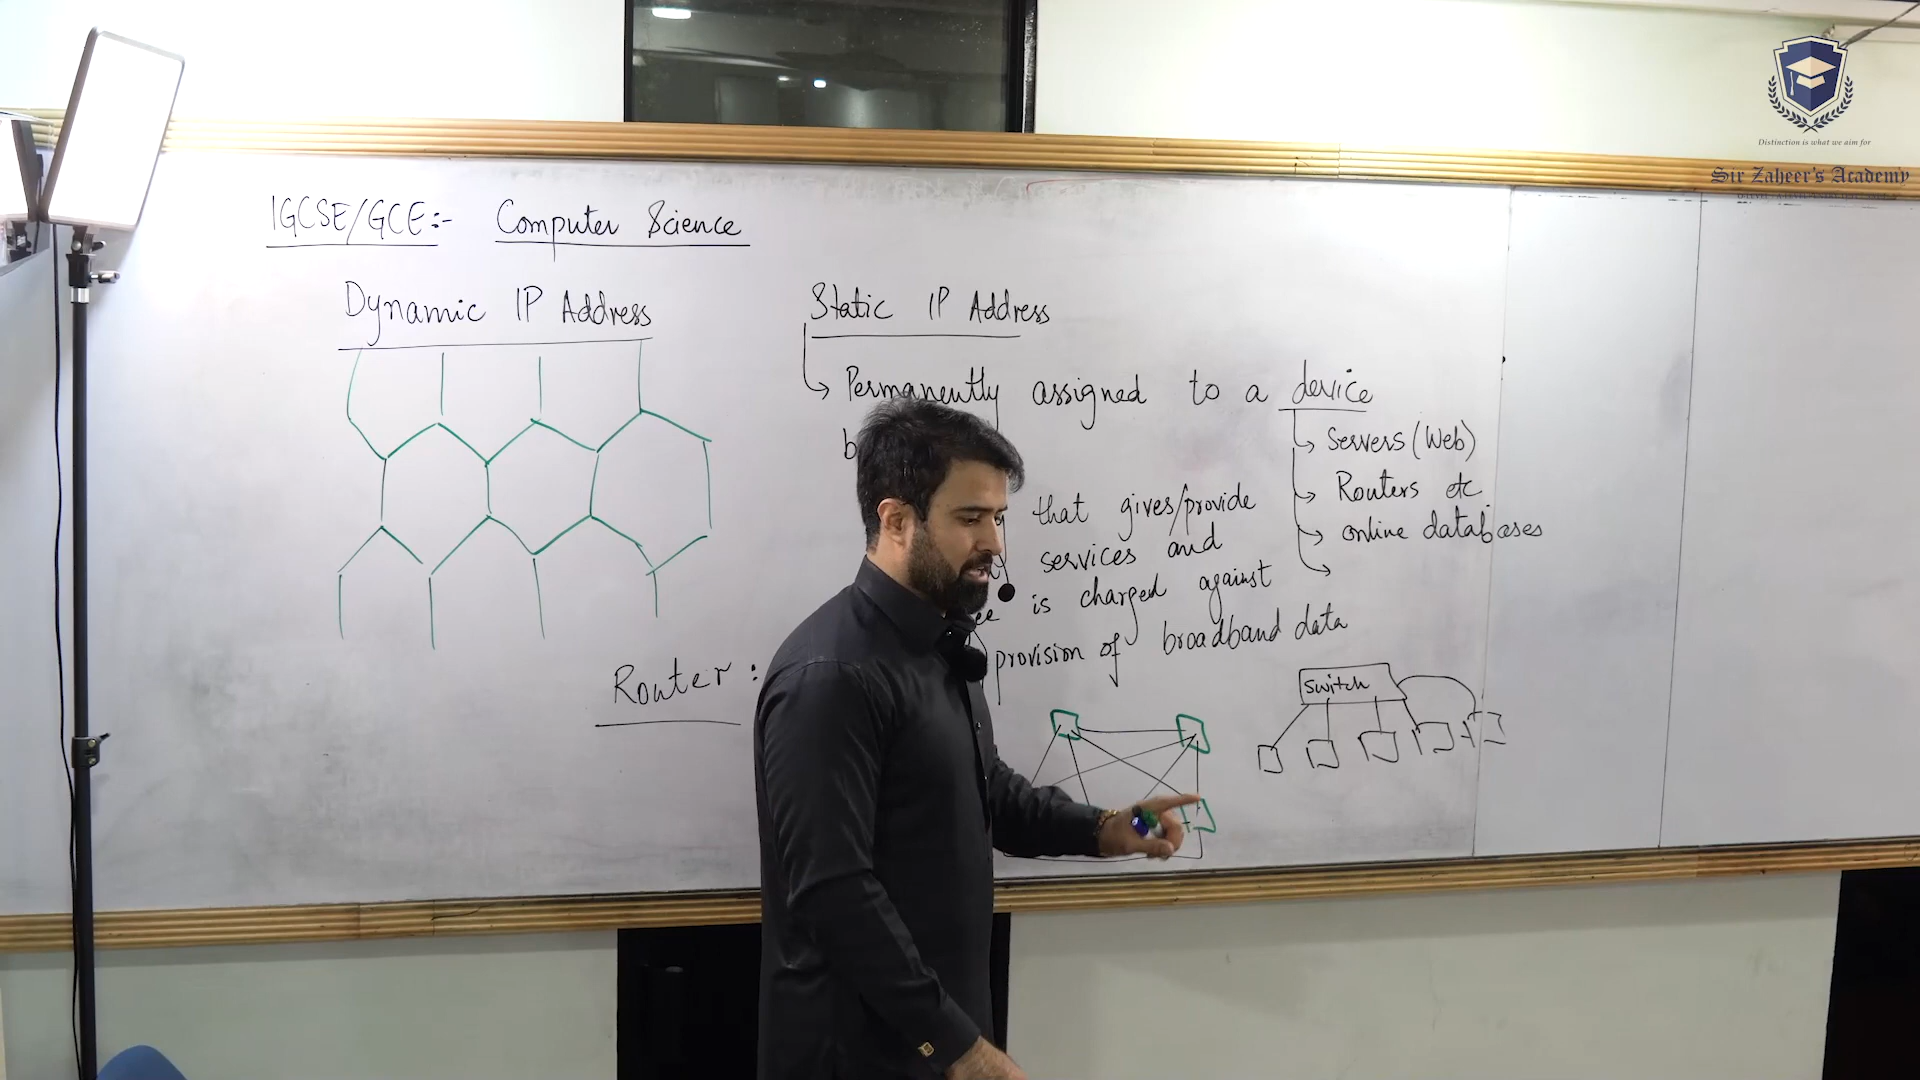 Distinction is what we aim for
Sir Zaheer's Academy
IGCSE/GCE:- Computer Science
Dynamic IP Address
Static IP Address
Permanently assigned to a device
Servers (Web)
Routers etc
online databases
that gives/provide
services and
is charged against
provision of broadband data
Router :
Switch